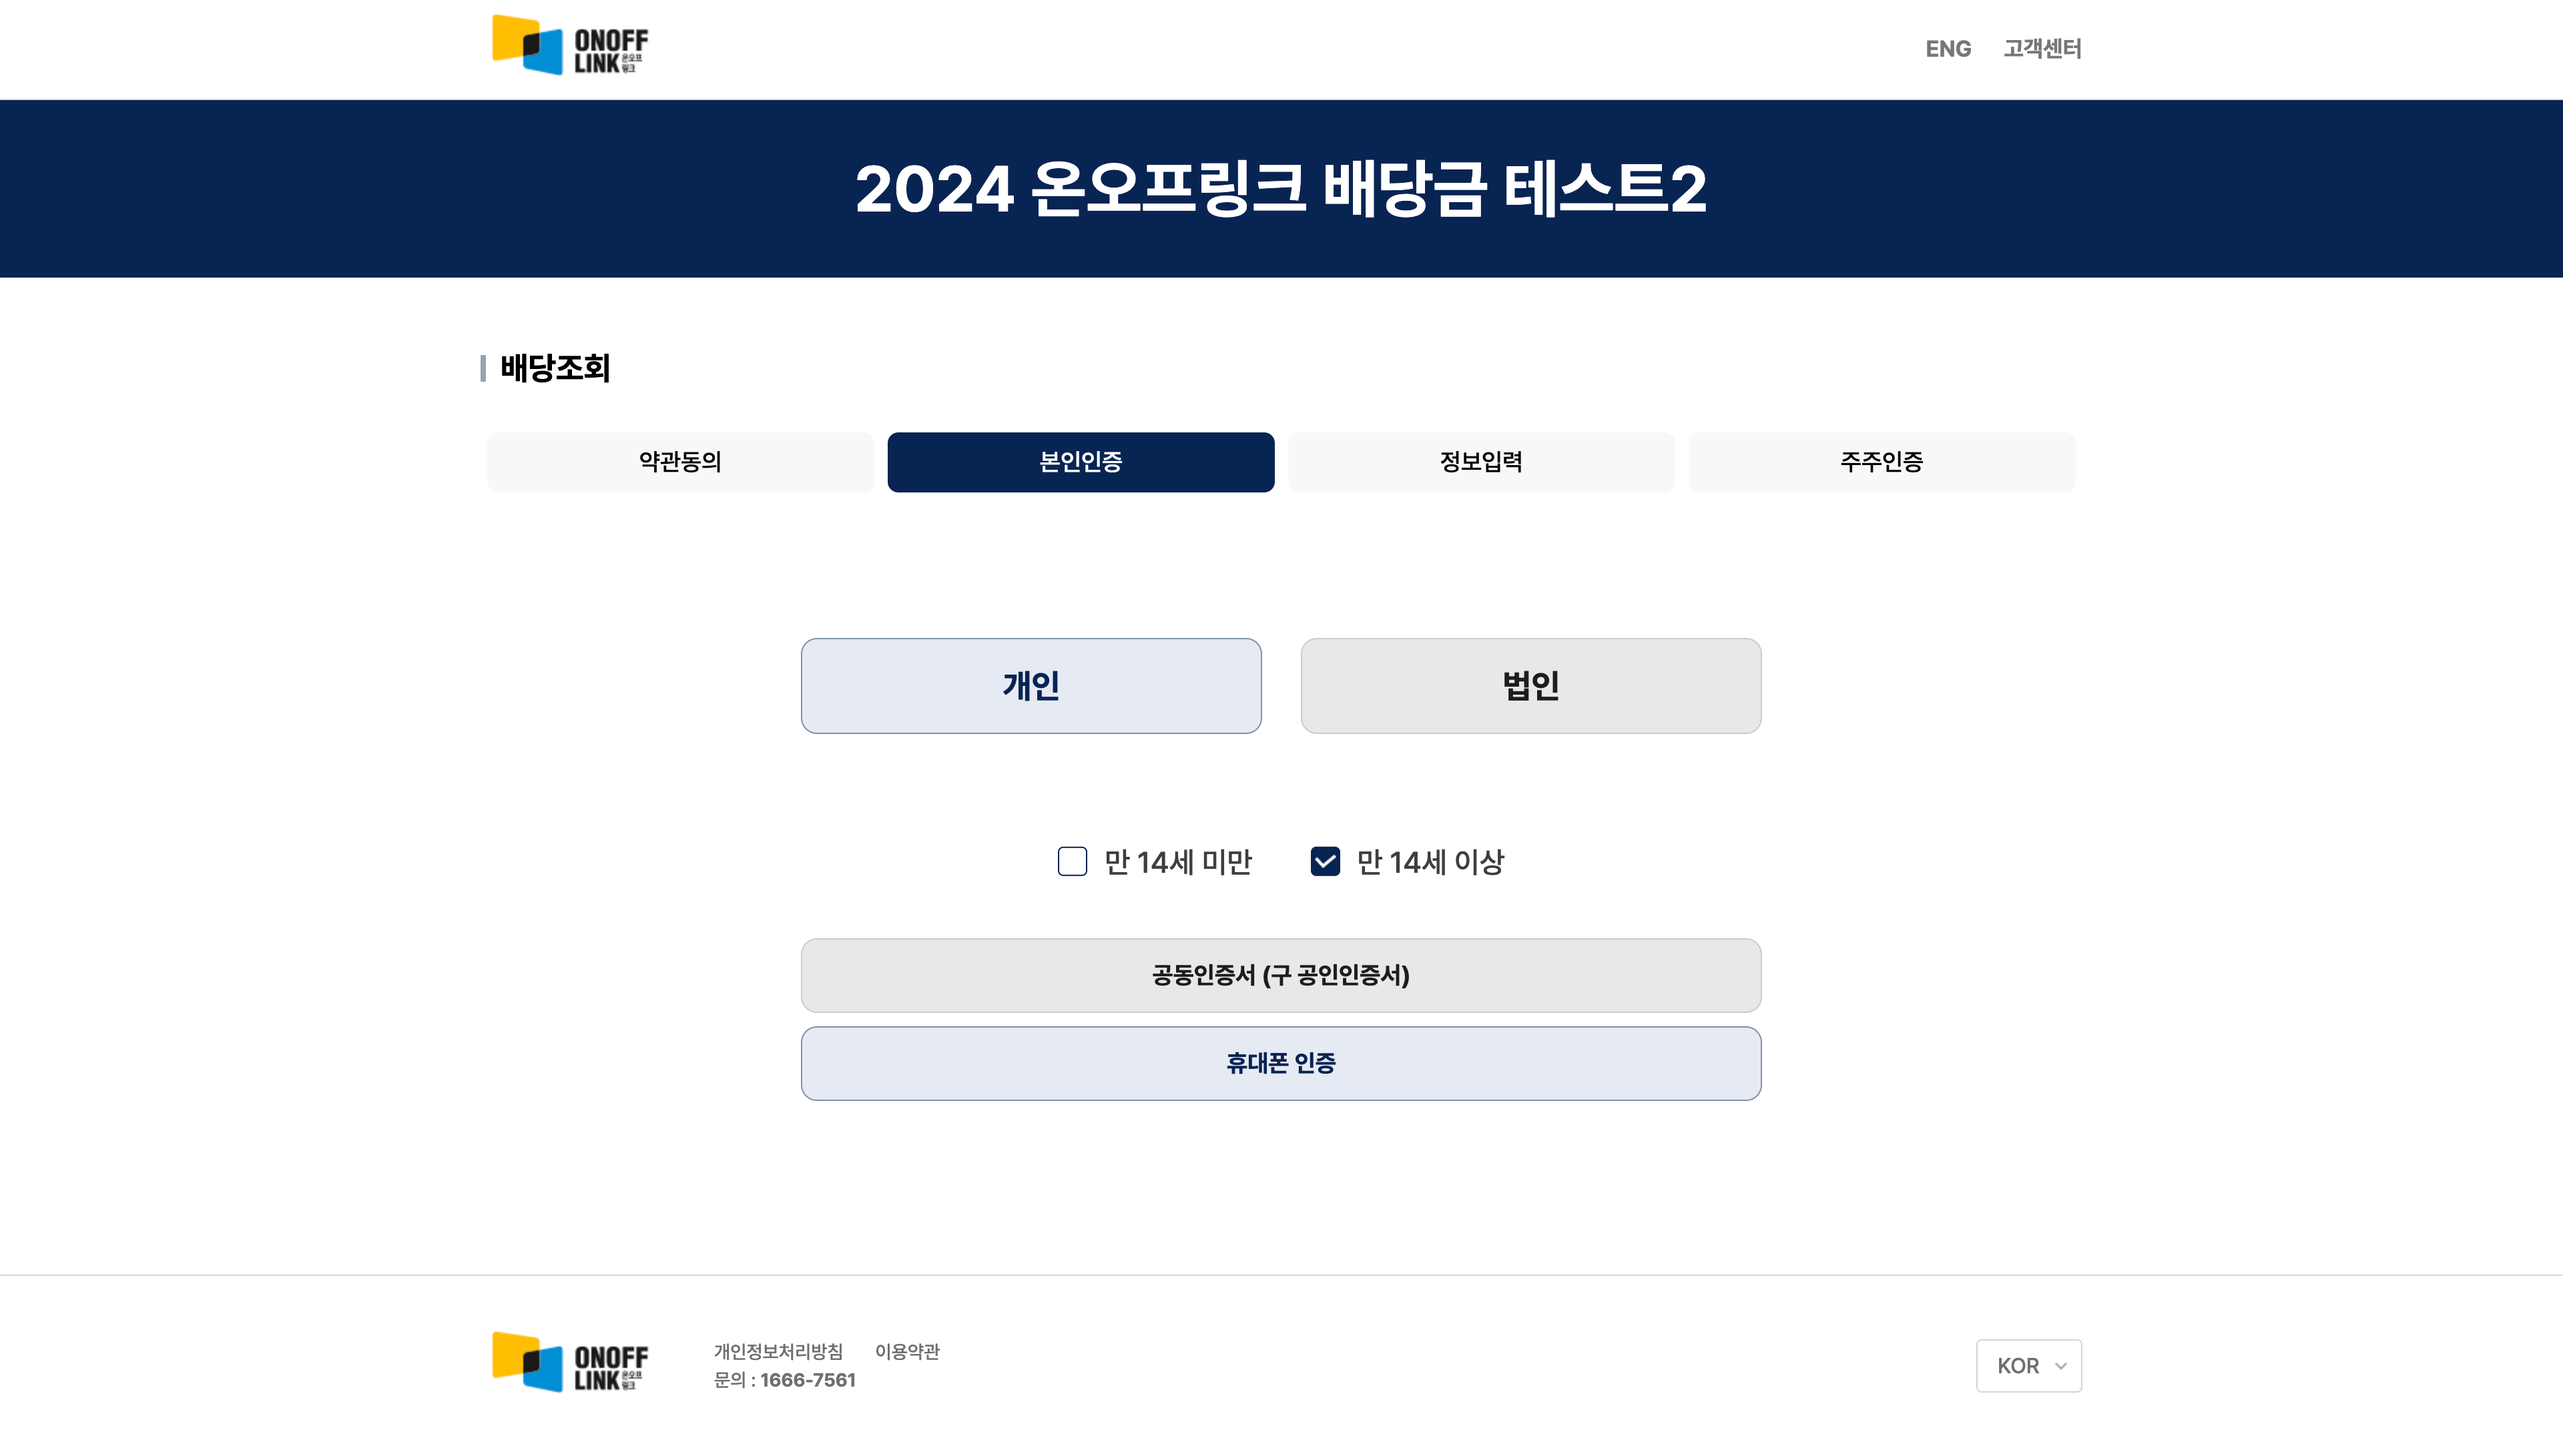 ONOFF
LINK 온오프
링크
ENG 고객센터
2024 온오프링크 배당금 테스트2
배당조회
약관동의 본인인증 정보입력 주주인증
개인 법인
만 14세 미만 만 14세 이상
공동인증서 (구 공인인증서)
휴대폰 인증
ONOFF
LINK 온오프
링크
개인정보처리방침 이용약관
문의 : 1666-7561
KOR